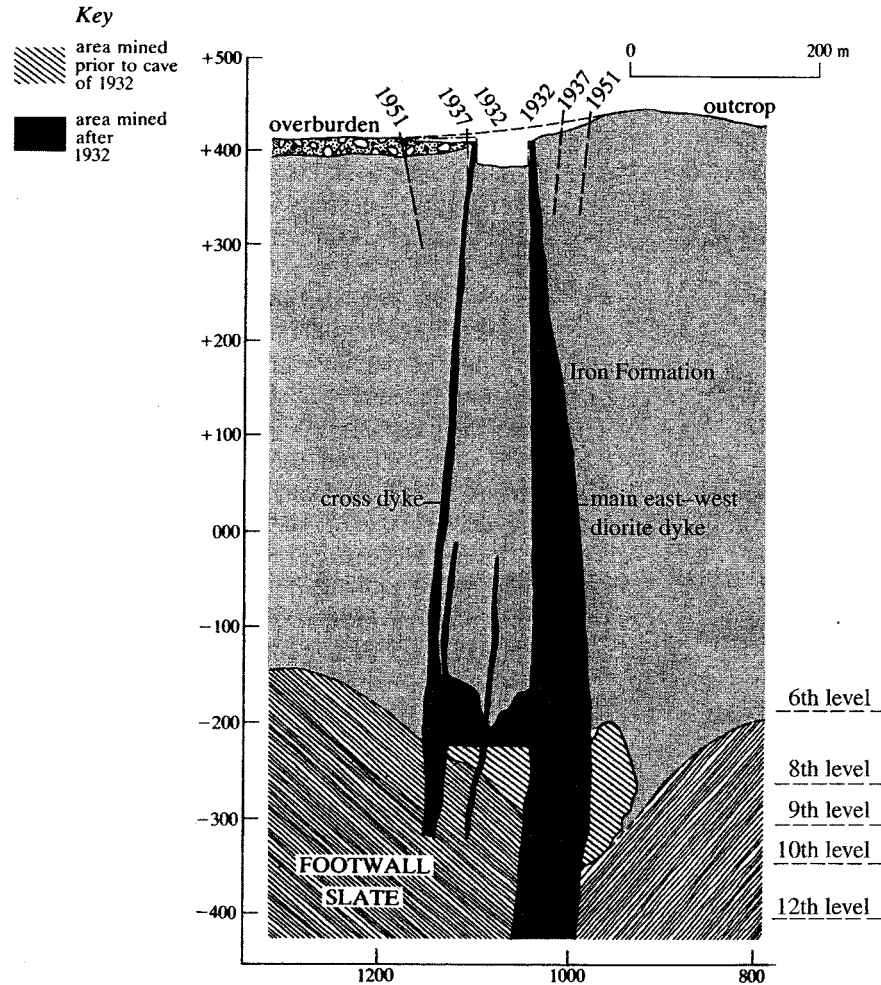 Key
area mined
prior to cave
of 1932
area mined
after
1932
0 200 m
+500
1951 1937 1932 1932 1937 1951
overburden
outcrop
+400
+300
+200
Iron Formation
+100
cross dyke
main east–west
diorite dyke
000
−100
6th level
−200
8th level
−300
9th level
10th level
FOOTWALL
SLATE
12th level
−400
1200 1000 800